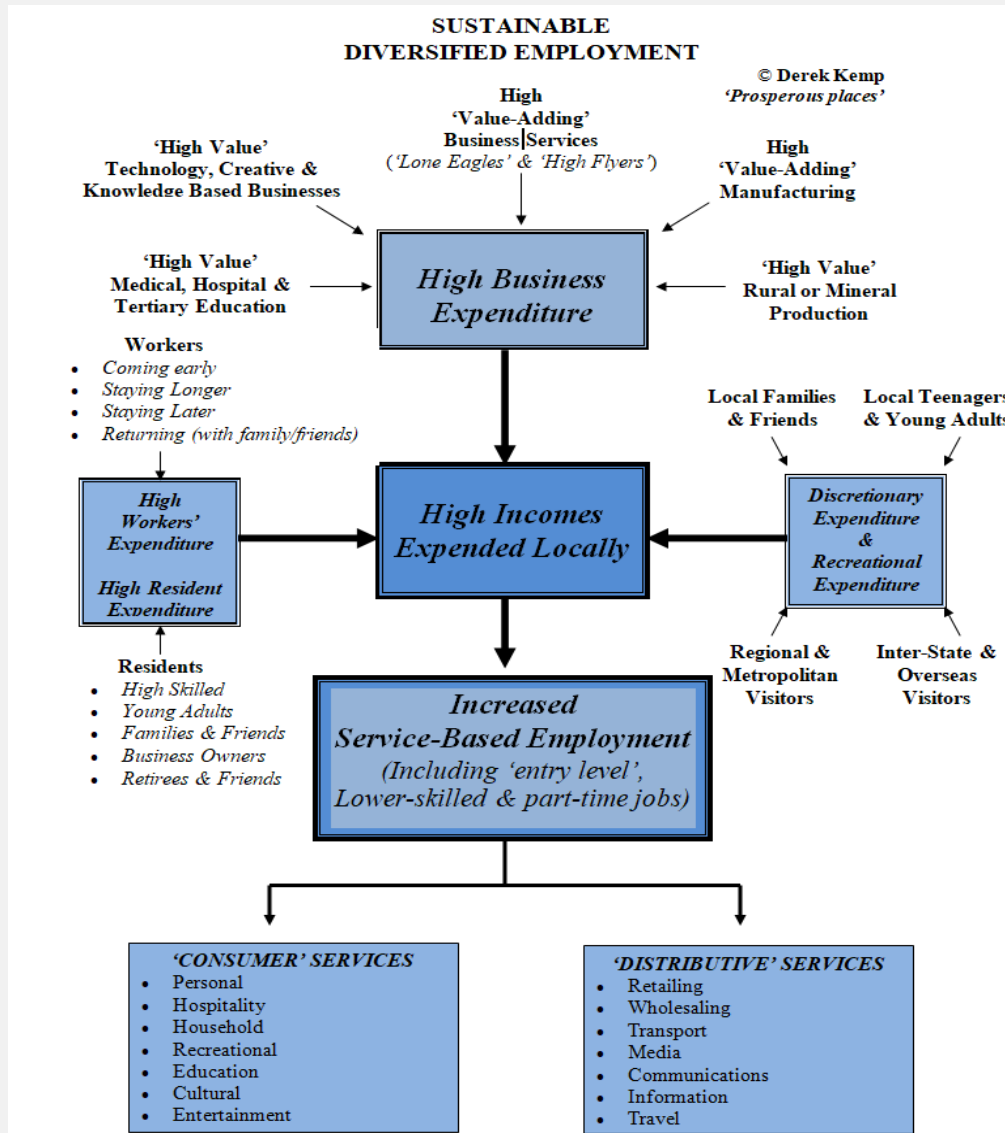 SUSTAINABLE
DIVERSIFIED EMPLOYMENT
© Derek Kemp
‘Prosperous places’
High
‘Value-Adding’
Business Services
(‘Lone Eagles’ & ‘High Flyers’)
‘High Value’
Technology, Creative &
Knowledge Based Businesses
High
‘Value-Adding’
Manufacturing
‘High Value’
Medical, Hospital &
Tertiary Education
High Business
Expenditure
‘High Value’
Rural or Mineral
Production
Workers
• Coming early
• Staying Longer
• Staying Later
• Returning (with family/friends)
Local Families
& Friends
Local Teenagers
& Young Adults
High
Workers’
Expenditure
High Resident
Expenditure
High Incomes
Expended Locally
Discretionary
Expenditure
&
Recreational
Expenditure
Residents
• High Skilled
• Young Adults
• Families & Friends
• Business Owners
• Retirees & Friends
Regional &
Metropolitan
Visitors
Inter-State &
Overseas
Visitors
Increased
Service-Based Employment
(Including ‘entry level’,
Lower-skilled & part-time jobs)
‘CONSUMER’ SERVICES
• Personal
• Hospitality
• Household
• Recreational
• Education
• Cultural
• Entertainment
‘DISTRIBUTIVE’ SERVICES
• Retailing
• Wholesaling
• Transport
• Media
• Communications
• Information
• Travel